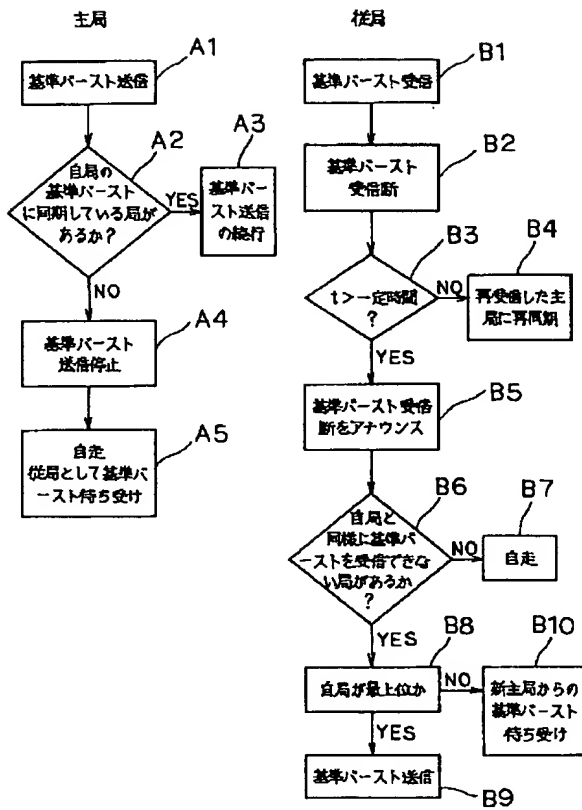 主局
A1
基準バースト送信
A2
自局の
基準バースト
に同期している局が
あるか?
YES
A3
基準バー
スト送信
の続行
NO
A4
基準バースト
送信停止
A5
自走
従局として基準バ
ースト待ち受け
従局
B1
基準バースト受信
B2
基準バースト
受信断
B3
t>一定時間
?
NO
B4
再受信した主
局に再同期
YES
B5
基準バースト受信
断をアナウンス
B6
自局と
同様に基準バ
ーストを受信できな
い局があるか
?
NO
B7
自走
YES
B8
自局が最上位か
NO
B10
新主局からの
基準バースト
待ち受け
YES
基準バースト送信
B9